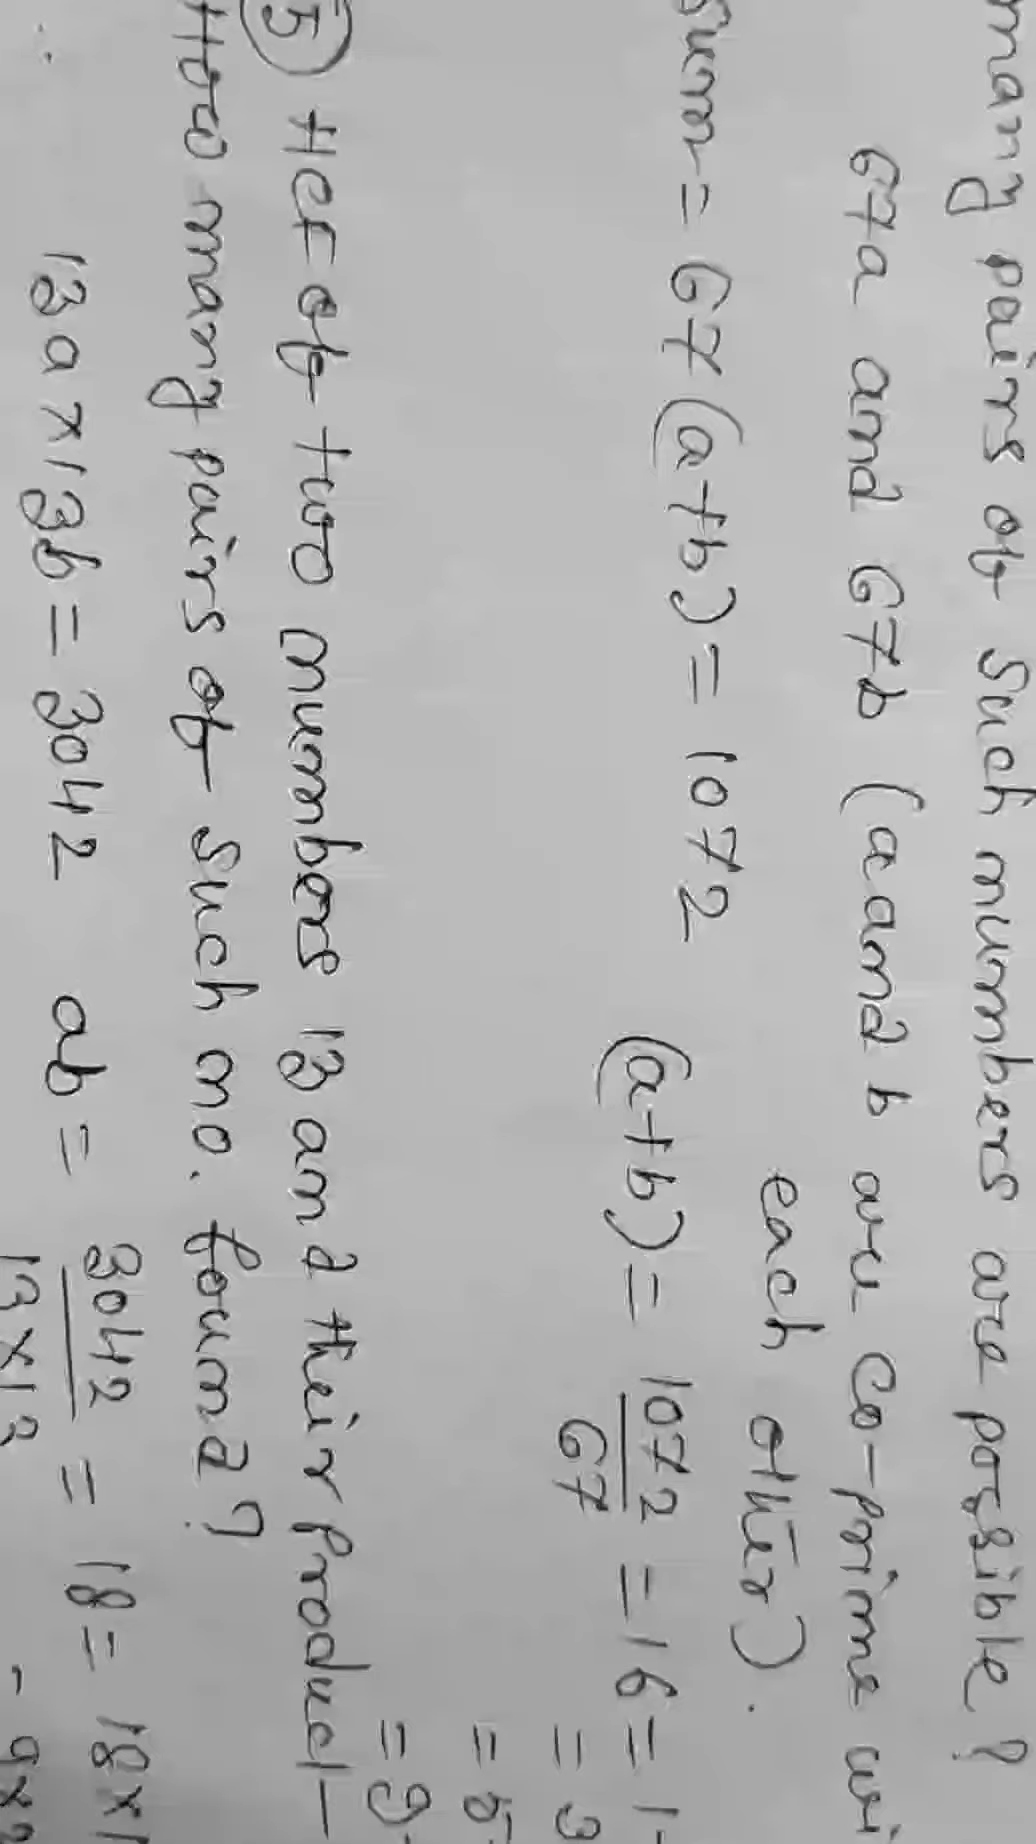 many pairs of such numbers are possible?
67a and 67b (a and b are co-prime wi
each other).
Sum = 67(a+b) = 1072 (a+b) = 1072/67 = 16 = 1
= 3
= 5
= 9
5 HCF of two numbers 13 and their product
How many pairs of such no. found?
13a×13b = 3042 ab = 3042/13×13 = 18 = 18×1
- 9×2